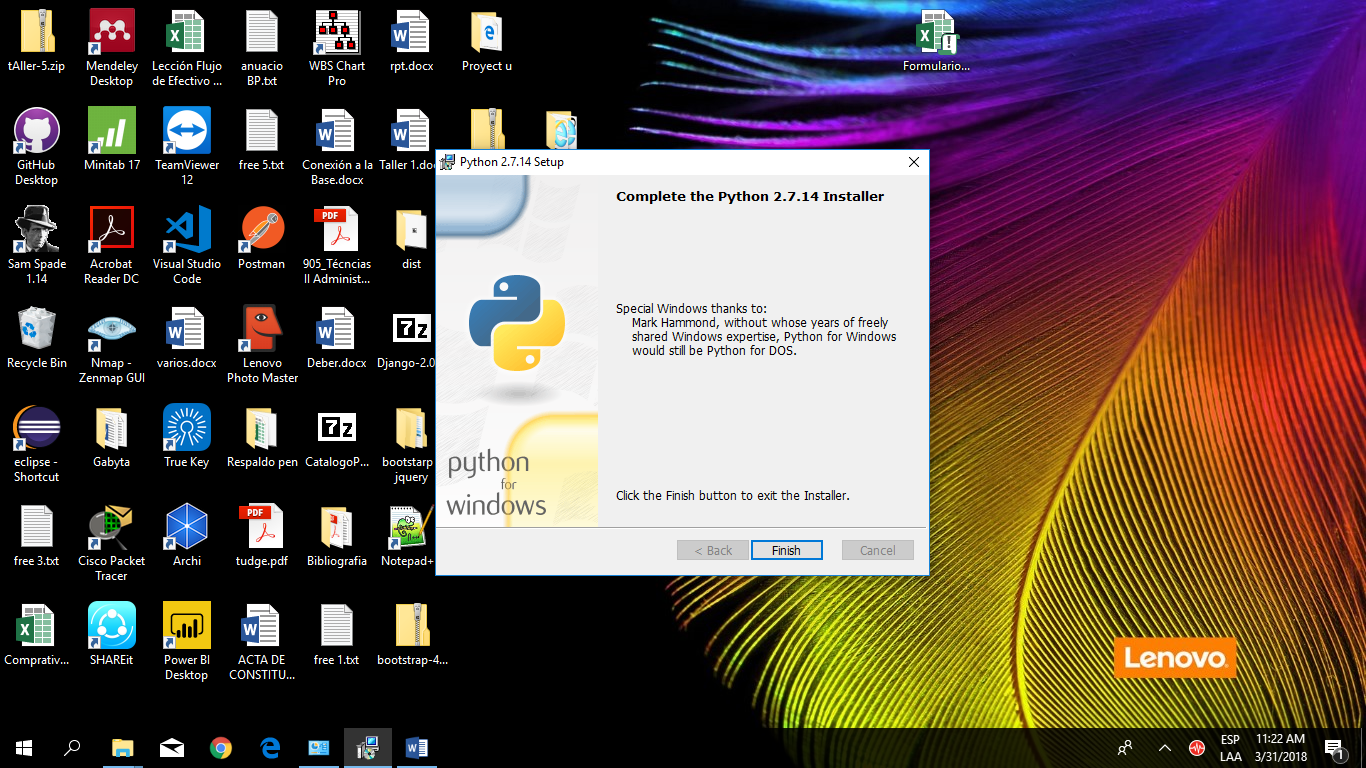 tAller-5.zip
Mendeley
Desktop
Lección Flujo
de Efectivo ...
anuacio
BP.txt
WBS Chart
Pro
rpt.docx
Proyect u
Formulario...
GitHub
Desktop
Minitab 17
TeamViewer
12
free 5.txt
Conexión a la
Base.docx
Taller 1.doc
Sam Spade
1.14
Acrobat
Reader DC
Visual Studio
Code
Postman
PDF
905_Técncias
II Administ...
dist
Recycle Bin
Nmap -
Zenmap GUI
varios.docx
Lenovo
Photo Master
Deber.docx
7z
Django-2.0
eclipse -
Shortcut
Gabyta
True Key
Respaldo pen
7z
CatalogoP...
bootstarp
jquery
free 3.txt
Cisco Packet
Tracer
Archi
PDF
tudge.pdf
Bibliografia
Notepad+
Comprativ...
SHAREit
Power BI
Desktop
ACTA DE
CONSTITU...
free 1.txt
bootstrap-4...
Python 2.7.14 Setup
Complete the Python 2.7.14 Installer
Special Windows thanks to:
Mark Hammond, without whose years of freely
shared Windows expertise, Python for Windows
would still be Python for DOS.
python
for
windows
Click the Finish button to exit the Installer.
< Back
Finish
Cancel
Lenovo
ESP
LAA
11:22 AM
3/31/2018
1